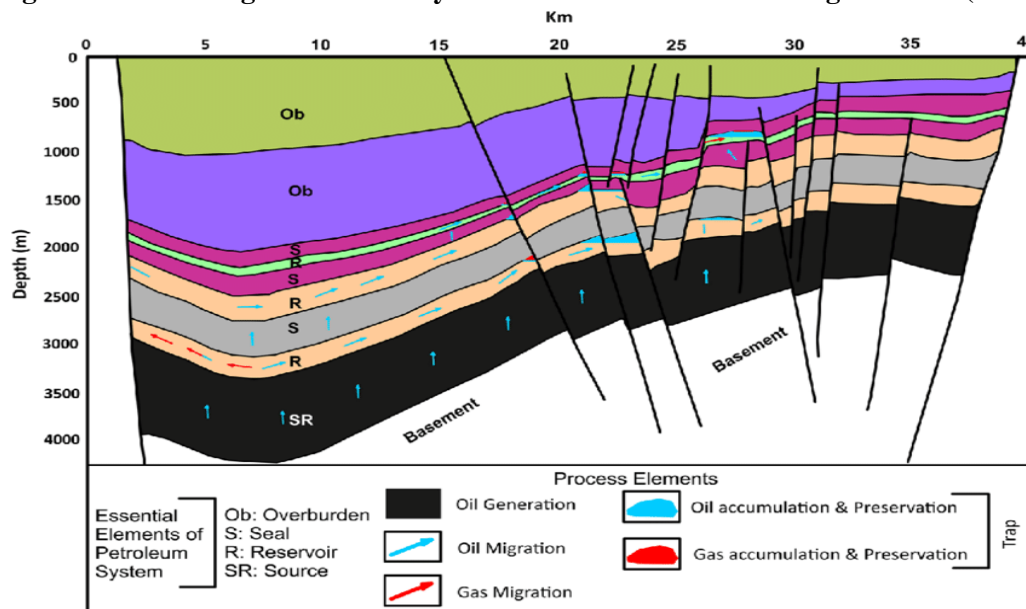 Km
0 5 10 15 20 25 30 35 4
0
500
1000
1500
2000
2500
3000
3500
4000
Depth (m)
Ob
Ob
S
R
S
R
S
R
SR
Basement
Basement
Process Elements
Essential
Elements of
Petroleum
System
Ob: Overburden
S: Seal
R: Reservoir
SR: Source
Oil Generation
Oil Migration
Gas Migration
Oil accumulation & Preservation
Gas accumulation & Preservation
Trap